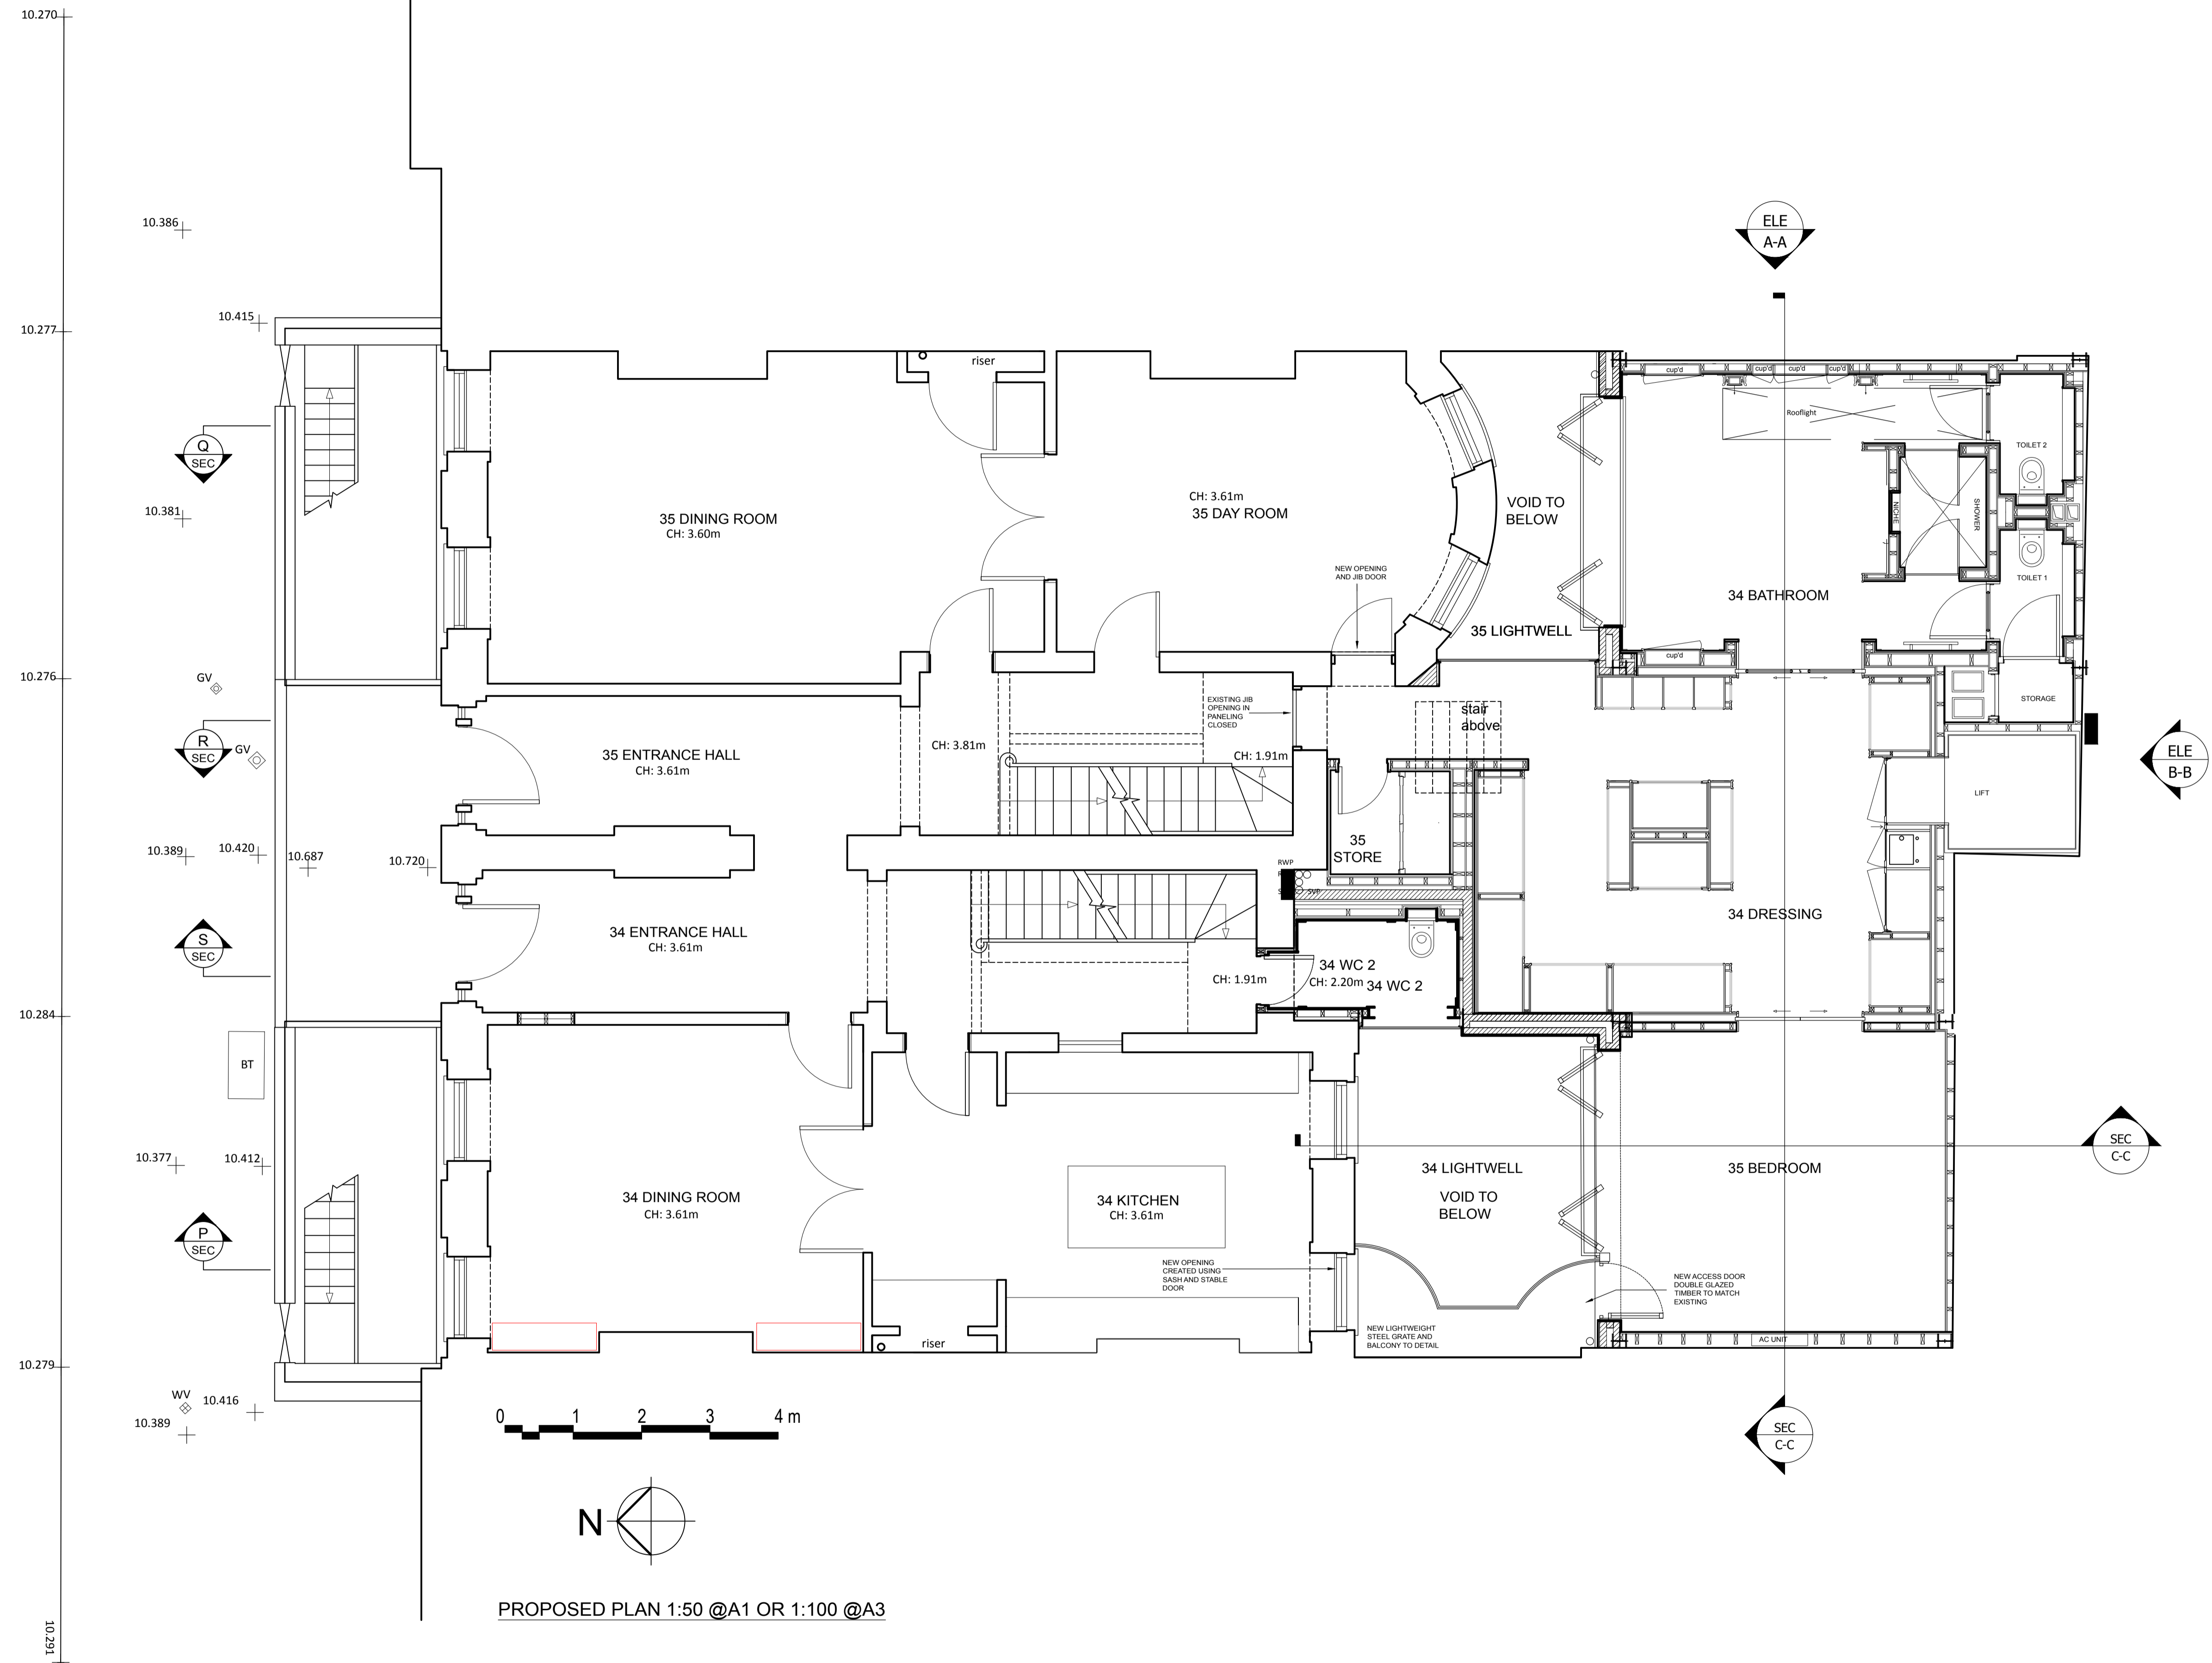 10.270
10.386
ELE
A-A
10.415
10.277
riser
cup'd
cup'd
cup'd
cup'd
Rooflight
Q
SEC
TOILET 2
10.381
35 DINING ROOM
CH: 3.60m
CH: 3.61m
35 DAY ROOM
VOID TO
BELOW
NICHE
SHOWER
NEW OPENING
AND JIB DOOR
TOILET 1
34 BATHROOM
35 LIGHTWELL
cup'd
10.276
GV
EXISTING JIB
OPENING IN
PANELING
CLOSED
stair
above
STORAGE
R
SEC
GV
35 ENTRANCE HALL
CH: 3.61m
CH: 3.81m
CH: 1.91m
ELE
B-B
LIFT
10.389
10.420
10.687
10.720
35
STORE
RWP
SVP
34 DRESSING
S
SEC
34 ENTRANCE HALL
CH: 3.61m
CH: 1.91m
34 WC 2
CH: 2.20m
34 WC 2
10.284
BT
10.377
10.412
SEC
C-C
34 LIGHTWELL
35 BEDROOM
34 DINING ROOM
CH: 3.61m
34 KITCHEN
CH: 3.61m
VOID TO
BELOW
P
SEC
NEW OPENING
CREATED USING
SASH AND STABLE
DOOR
NEW ACCESS DOOR
DOUBLE GLAZED
TIMBER TO MATCH
EXISTING
NEW LIGHTWEIGHT
STEEL GRATE AND
BALCONY TO DETAIL
AC UNIT
riser
10.279
WV
10.416
10.389
0 1 2 3 4 m
SEC
C-C
N
PROPOSED PLAN 1:50 @A1 OR 1:100 @A3
10.291